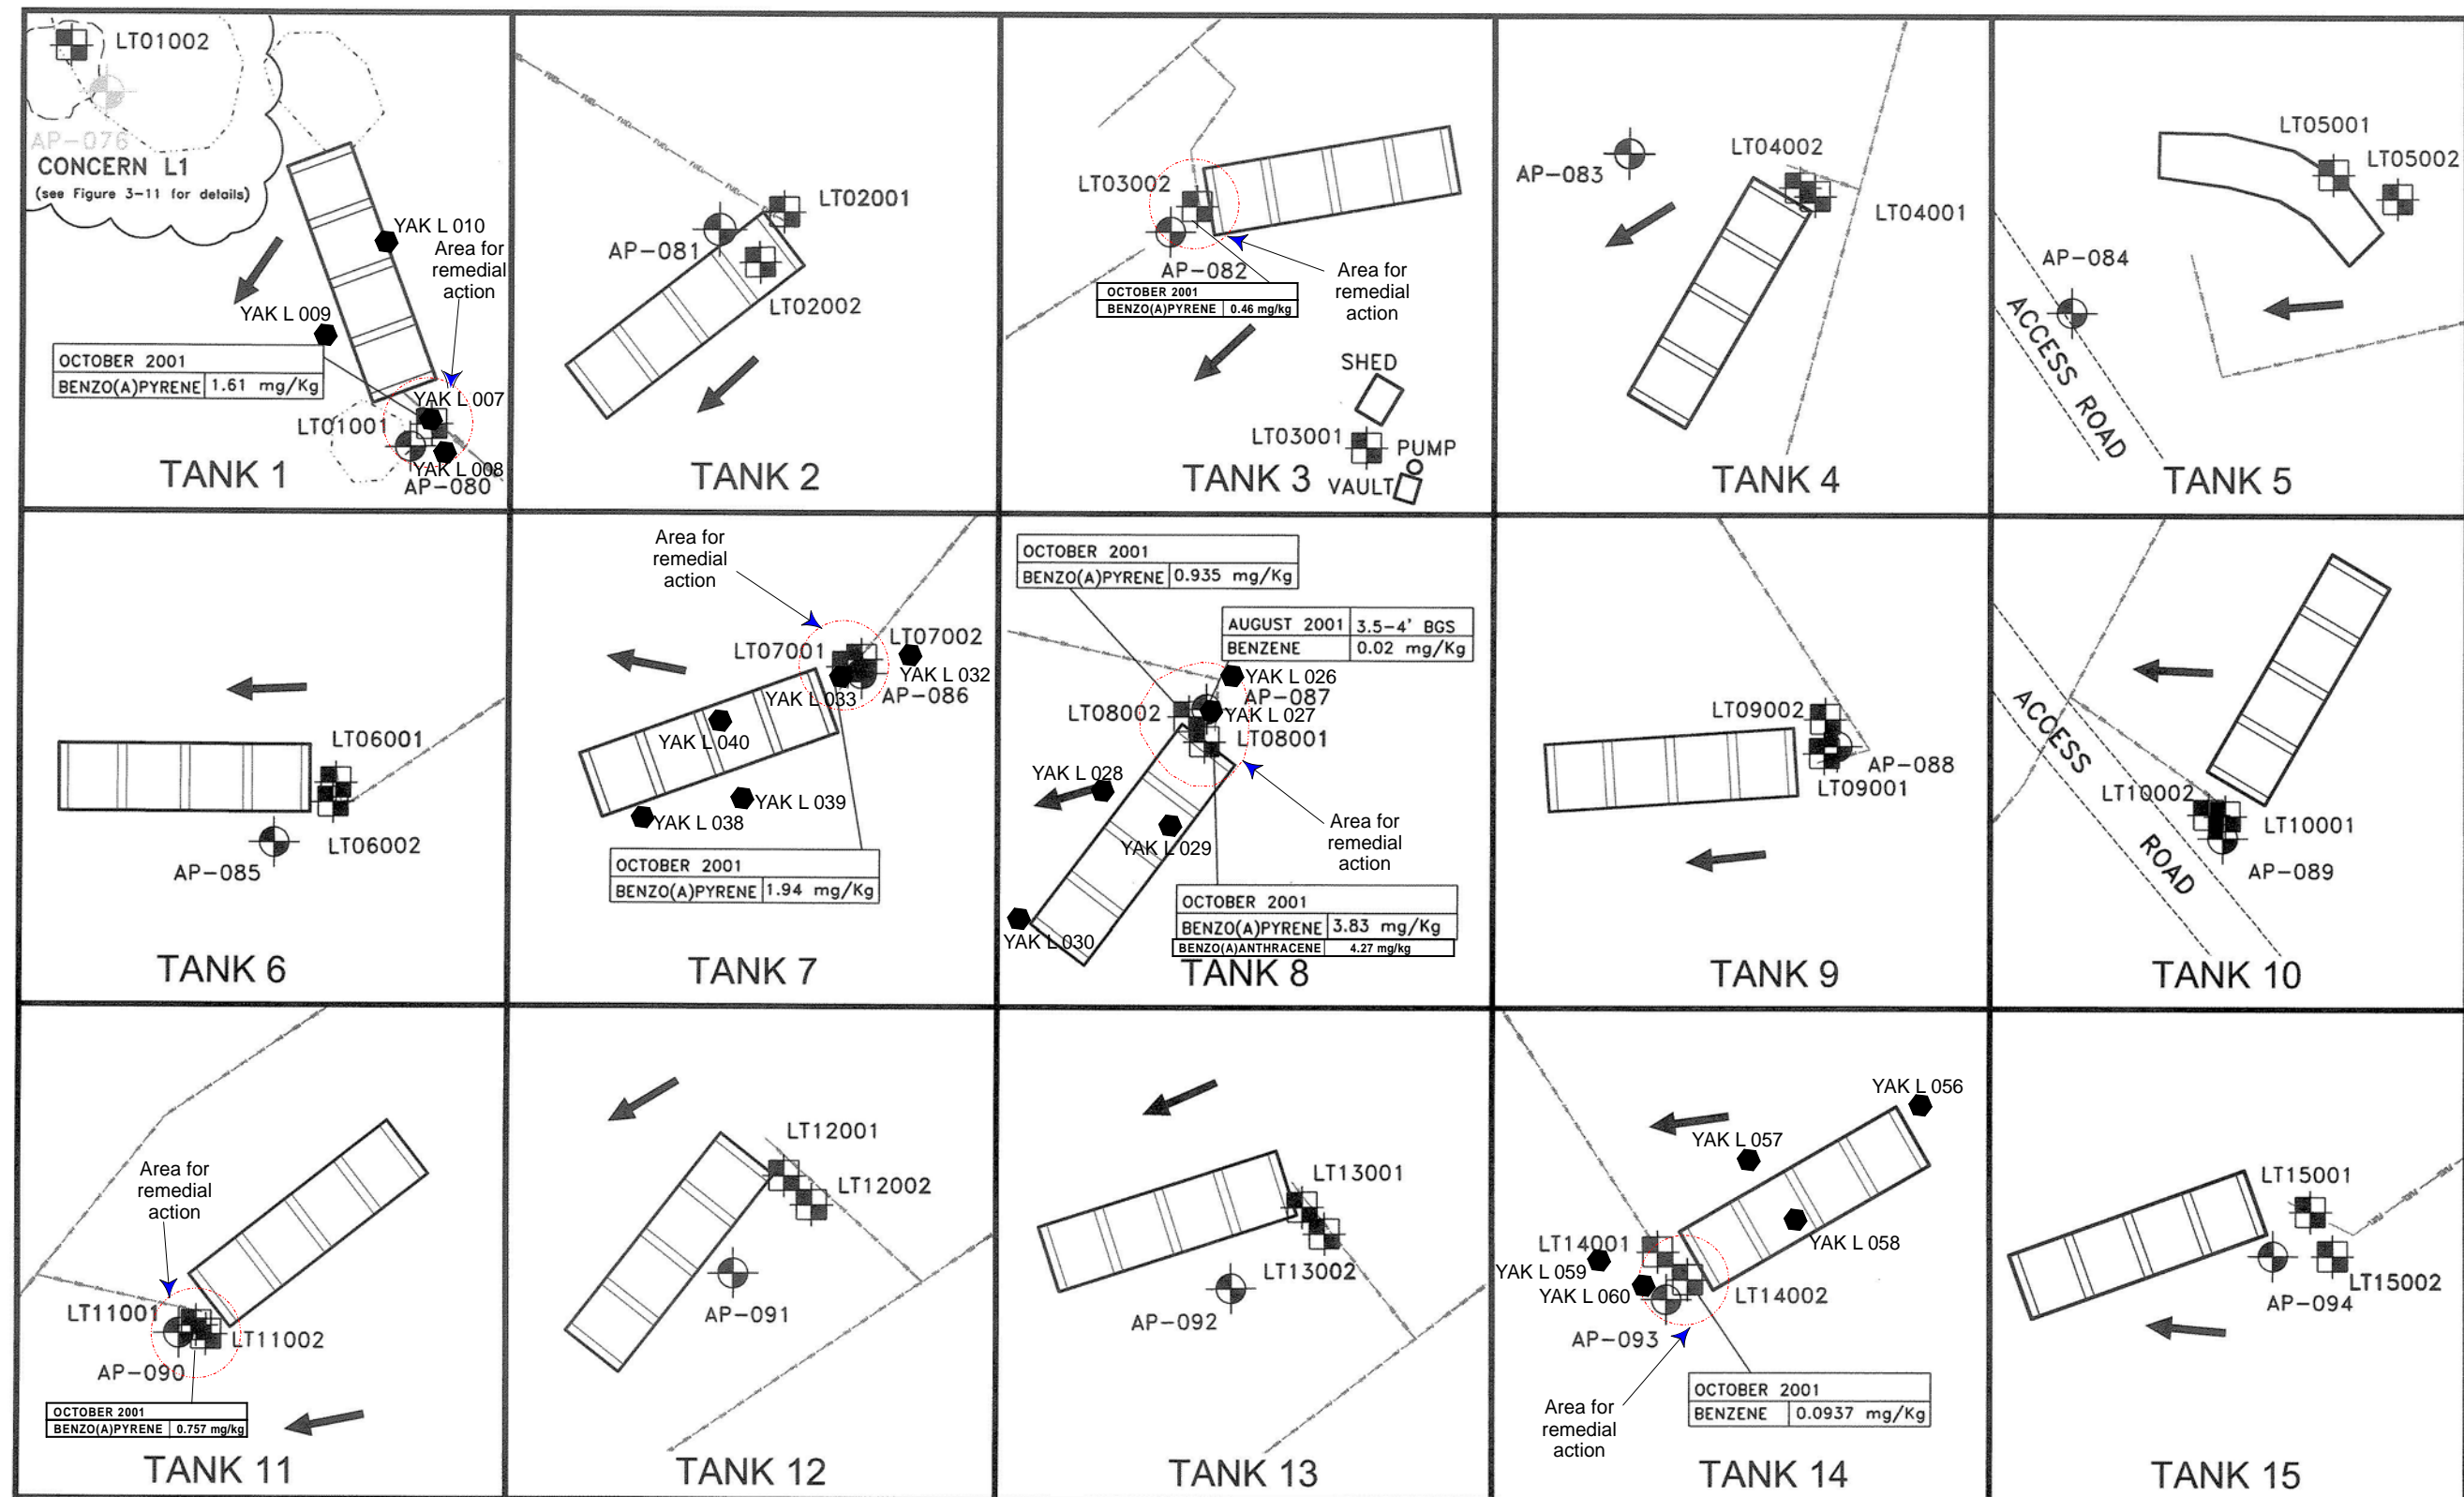 LT01002
AP-076
CONCERN L1
(see Figure 3-11 for details)
YAK L 010
Area for
remedial
action
YAK L 009
OCTOBER 2001
BENZO(A)PYRENE 1.61 mg/Kg
YAK L 007
LT01001
YAK L 008
AP-080
TANK 1
FUEL
FUEL
FUEL
FUEL
LT02001
AP-081
LT02002
TANK 2
LT03002
AP-082
Area for
remedial
action
OCTOBER 2001
BENZO(A)PYRENE 0.46 mg/kg
SHED
LT03001
PUMP
VAULT
TANK 3
AP-083
LT04002
LT04001
TANK 4
LT05001
LT05002
AP-084
ACCESS ROAD
TANK 5
LT06001
LT06002
AP-085
TANK 6
Area for
remedial
action
LT07001
LT07002
YAK L 032
YAK L 033
AP-086
YAK L 040
YAK L 039
YAK L 038
OCTOBER 2001
BENZO(A)PYRENE 1.94 mg/Kg
TANK 7
OCTOBER 2001
BENZO(A)PYRENE 0.935 mg/Kg
AUGUST 2001 3.5-4' BGS
BENZENE 0.02 mg/Kg
YAK L 026
AP-087
LT08002
YAK L 027
LT08001
YAK L 028
YAK L 029
Area for
remedial
action
YAK L 030
OCTOBER 2001
BENZO(A)PYRENE 3.83 mg/Kg
BENZO(A)ANTHRACENE 4.27 mg/kg
TANK 8
LT09002
AP-088
LT09001
TANK 9
ACCESS
ROAD
LT10002
LT10001
AP-089
TANK 10
Area for
remedial
action
LT11001
LT11002
AP-090
OCTOBER 2001
BENZO(A)PYRENE 0.757 mg/kg
TANK 11
LT12001
LT12002
AP-091
TANK 12
LT13001
LT13002
AP-092
TANK 13
YAK L 056
YAK L 057
YAK L 058
LT14001
YAK L 059
YAK L 060
LT14002
AP-093
Area for
remedial
action
OCTOBER 2001
BENZENE 0.0937 mg/Kg
TANK 14
LT15001
LT15002
AP-094
TANK 15